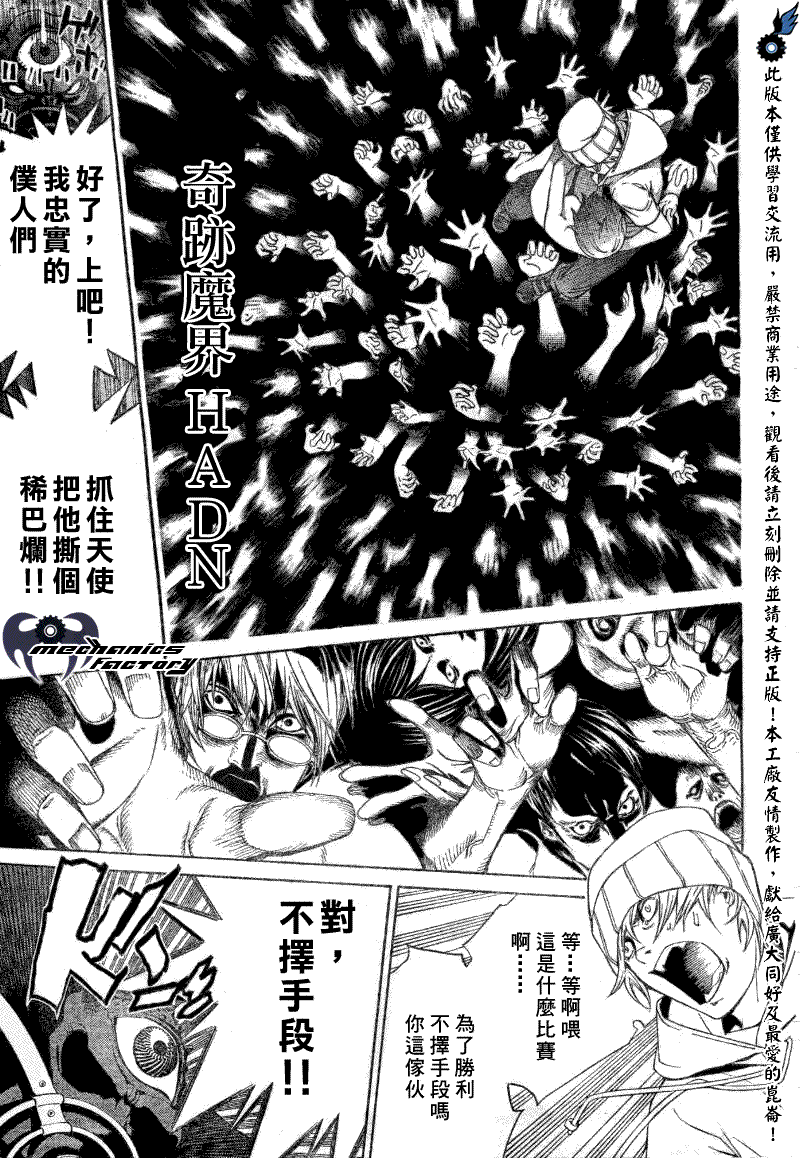 此版本僅供學習交流用，嚴禁商業用途，觀看後請立刻刪除並請支持正版！本工廠友情製作，獻給廣大同好及最愛的崑崙！
奇跡魔界HADN
好了，上吧！
我忠實的
僕人們
抓住天使
把他撕個
稀巴爛！！
mechanics
factory
等…等啊喂
這是什麼比賽
啊……
為了勝利
不擇手段嗎
你這傢伙
對，
不擇手段！！
ドドン